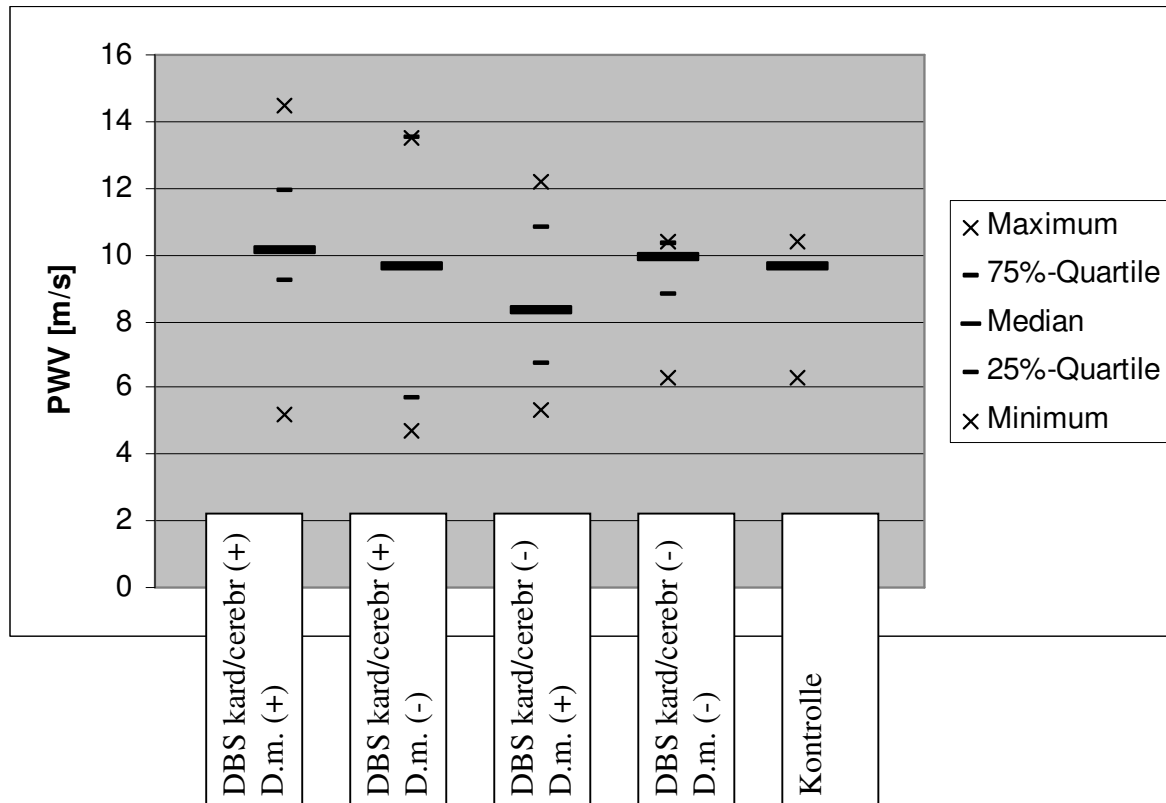 16
14
12
10
8
6
4
2
0
PWV [m/s]
Maximum
75%-Quartile
Median
25%-Quartile
Minimum
DBS kard/cerebr (+)
D.m. (+)
DBS kard/cerebr (+)
D.m. (-)
DBS kard/cerebr (-)
D.m. (+)
DBS kard/cerebr (-)
D.m. (-)
Kontrolle